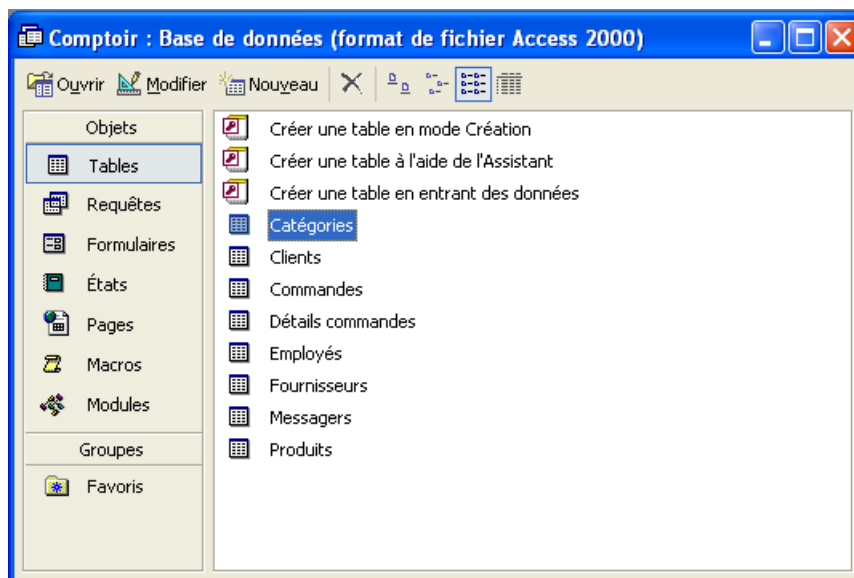 Comptoir : Base de données (format de fichier Access 2000)
Ouvrir Modifier Nouveau
Objets
Tables
Requêtes
Formulaires
États
Pages
Macros
Modules
Groupes
Favoris
Créer une table en mode Création
Créer une table à l'aide de l'Assistant
Créer une table en entrant des données
Catégories
Clients
Commandes
Détails commandes
Employés
Fournisseurs
Messagers
Produits